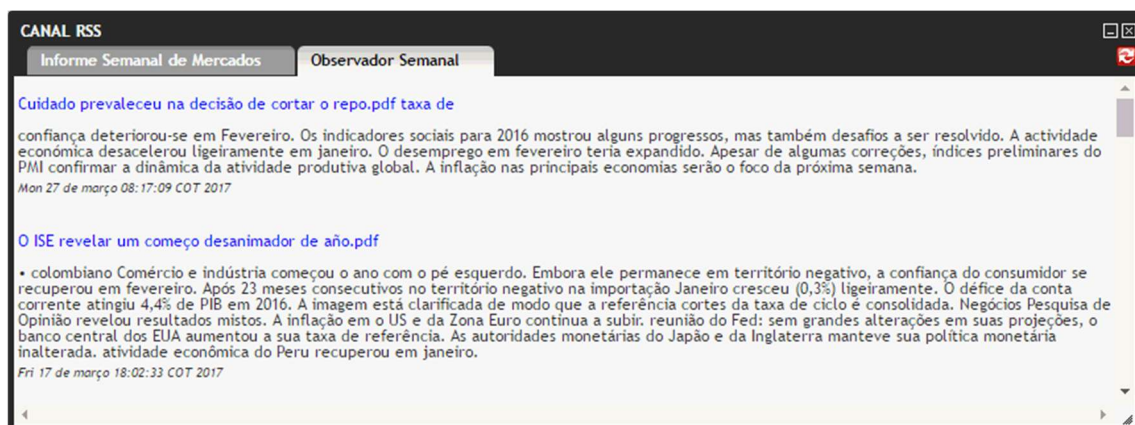 CANAL RSS
Informe Semanal de Mercados Observador Semanal
Cuidado prevaleceu na decisão de cortar o repo.pdf taxa de
confiança deteriorou-se em Fevereiro. Os indicadores sociais para 2016 mostrou alguns progressos, mas também desafios a ser resolvido. A actividade
económica desacelerou ligeiramente em janeiro. O desemprego em fevereiro teria expandido. Apesar de algumas correções, índices preliminares do
PMI confirmar a dinâmica da atividade produtiva global. A inflação nas principais economias serão o foco da próxima semana.
Mon 27 de março 08:17:09 COT 2017
O ISE revelar um começo desanimador de año.pdf
• colombiano Comércio e indústria começou o ano com o pé esquerdo. Embora ele permanece em território negativo, a confiança do consumidor se
recuperou em fevereiro. Após 23 meses consecutivos no território negativo na importação Janeiro cresceu (0,3%) ligeiramente. O défice da conta
corrente atingiu 4,4% de PIB em 2016. A imagem está clarificada de modo que a referência cortes da taxa de ciclo é consolidada. Negócios Pesquisa de
Opinião revelou resultados mistos. A inflação em o US e da Zona Euro continua a subir. reunião do Fed: sem grandes alterações em suas projeções, o
banco central dos EUA aumentou a sua taxa de referência. As autoridades monetárias do Japão e da Inglaterra manteve sua política monetária
inalterada. atividade econômica do Peru recuperou em janeiro.
Fri 17 de março 18:02:33 COT 2017